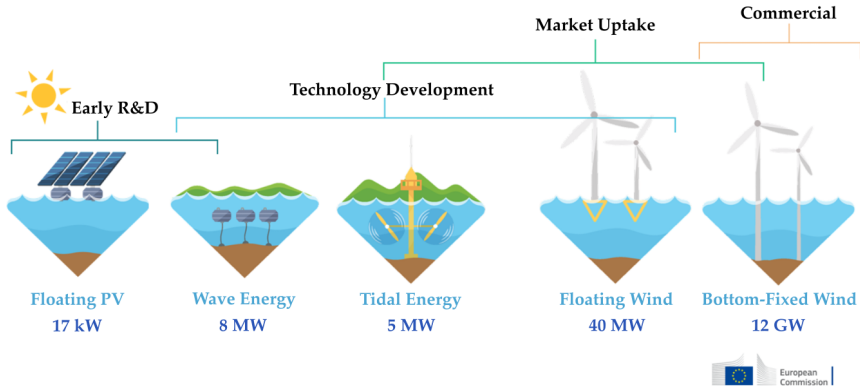 Commercial
Market Uptake
Technology Development
Early R&D
Floating PV
17 kW
Wave Energy
8 MW
Tidal Energy
5 MW
Floating Wind
40 MW
Bottom-Fixed Wind
12 GW
European
Commission